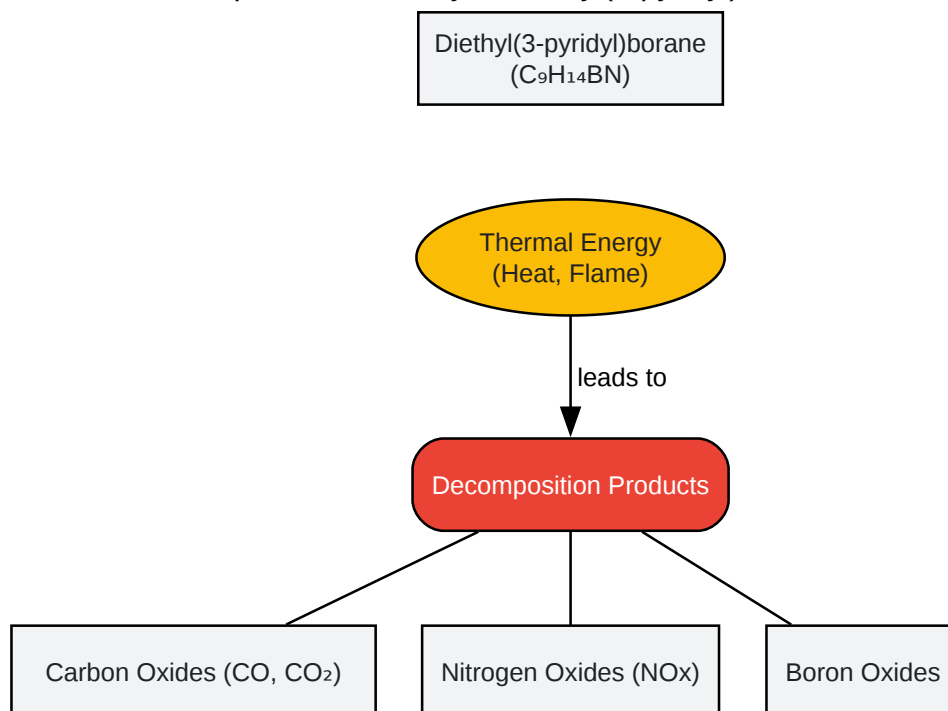 Diethyl(3-pyridyl)borane
(C₉H₁₄BN)
Thermal Energy
(Heat, Flame)
leads to
Decomposition Products
Carbon Oxides (CO, CO₂)
Nitrogen Oxides (NOx)
Boron Oxides